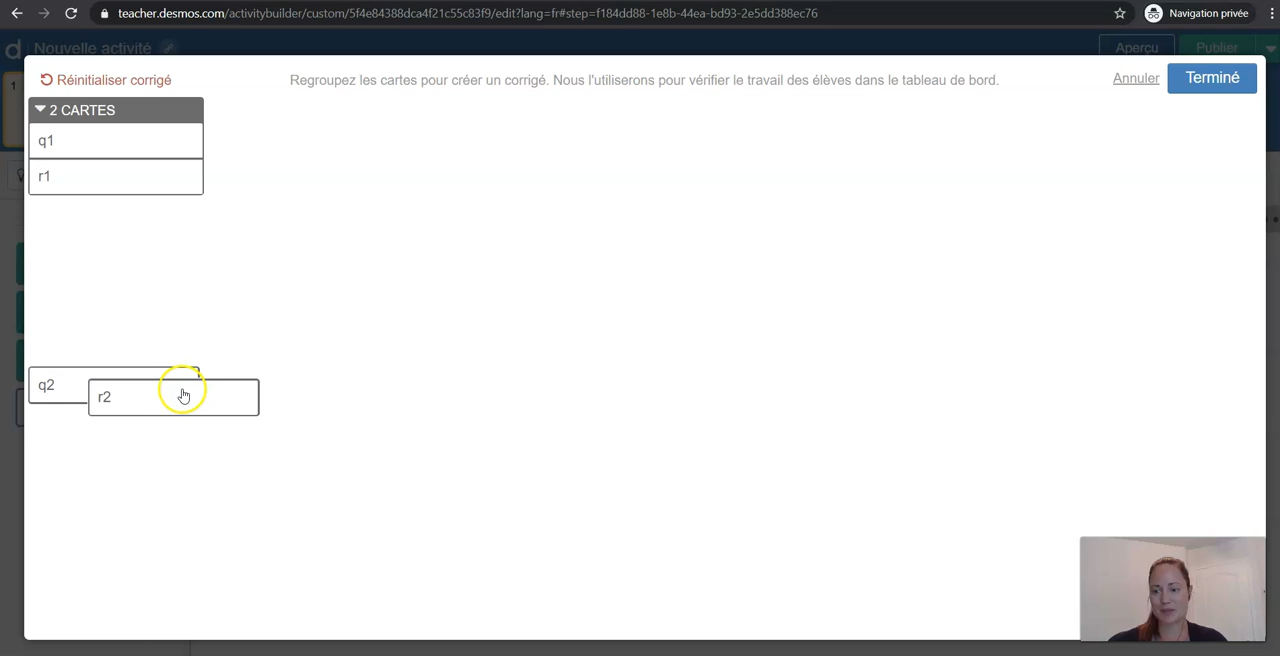 teacher.desmos.com/activitybuilder/custom/5f4e84388dca4f21c55c83f9/edit?lang=fr#step=f184dd88-1e8b-44ea-bd93-2e5dd388ec76
Navigation privée
d Nouvelle activité
Aperçu
Publier
1
Réinitialiser corrigé
Regroupez les cartes pour créer un corrigé. Nous l'utiliserons pour vérifier le travail des élèves dans le tableau de bord.
Annuler
Terminé
2 CARTES
q1
r1
q2
r2